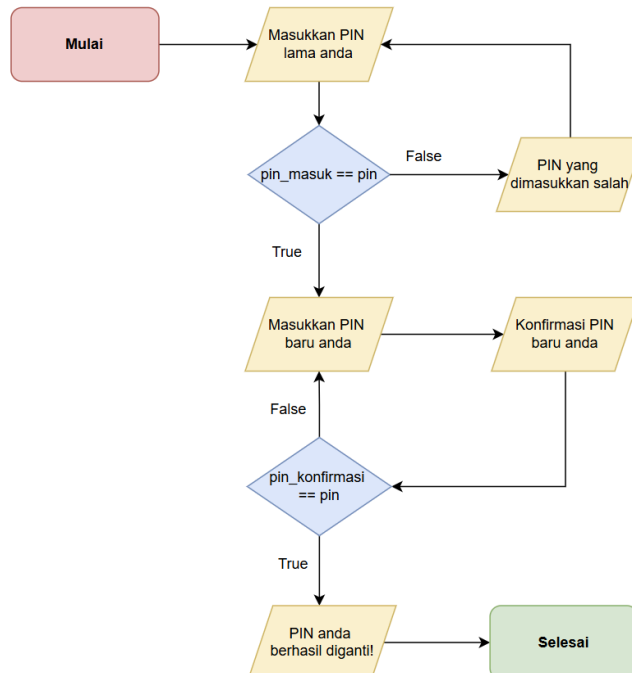 Mulai
Masukkan PIN
lama anda
pin_masuk == pin
False
PIN yang
dimasukkan salah
True
Masukkan PIN
baru anda
Konfirmasi PIN
baru anda
False
pin_konfirmasi
== pin
True
PIN anda
berhasil diganti!
Selesai